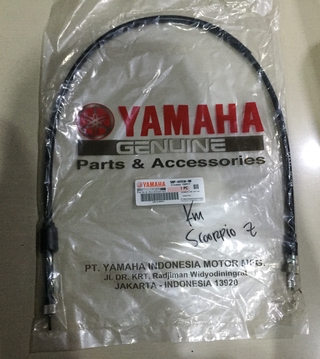 YAMAHA
GENUINE
Parts & Accessories
YAMAHA
Km
Scorpio Z
PT. YAMAHA INDONESIA MOTOR MFG.
JL. DR. KRT. Radjiman Widyodiningrat
JAKARTA - INDONESIA 13920